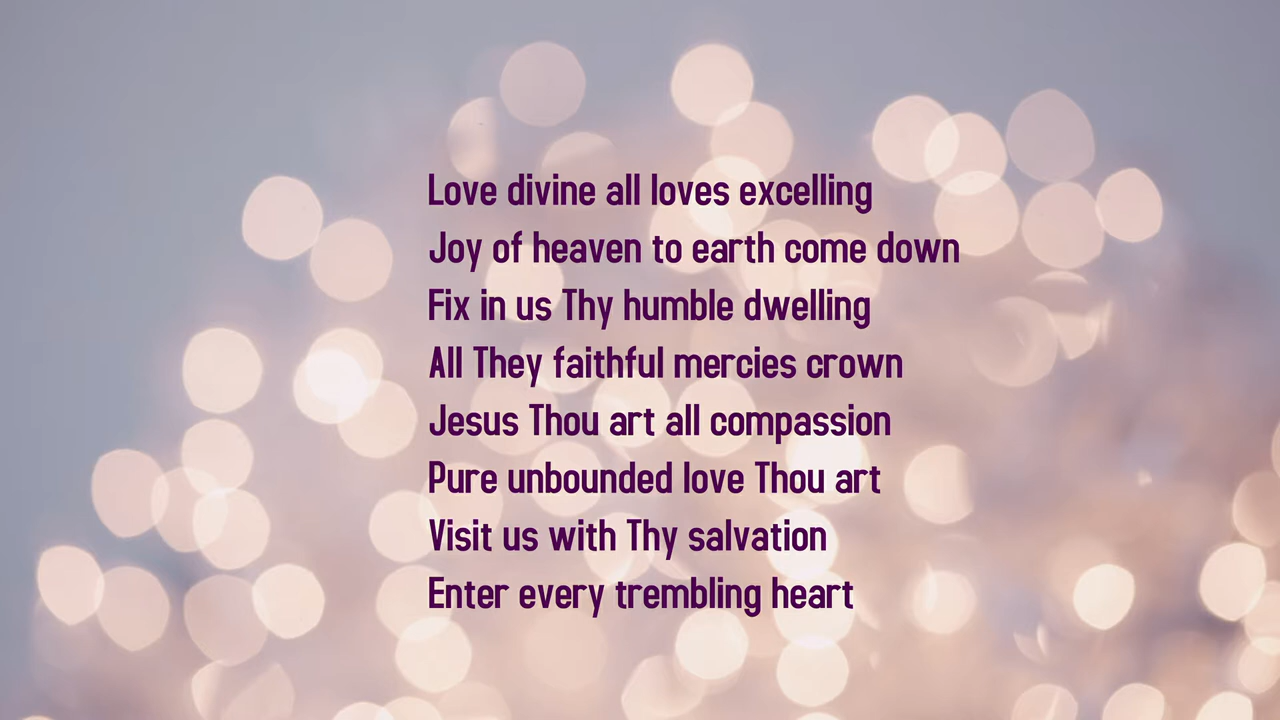 Love divine all loves excelling
Joy of heaven to earth come down
Fix in us Thy humble dwelling
All They faithful mercies crown
Jesus Thou art all compassion
Pure unbounded love Thou art
Visit us with Thy salvation
Enter every trembling heart